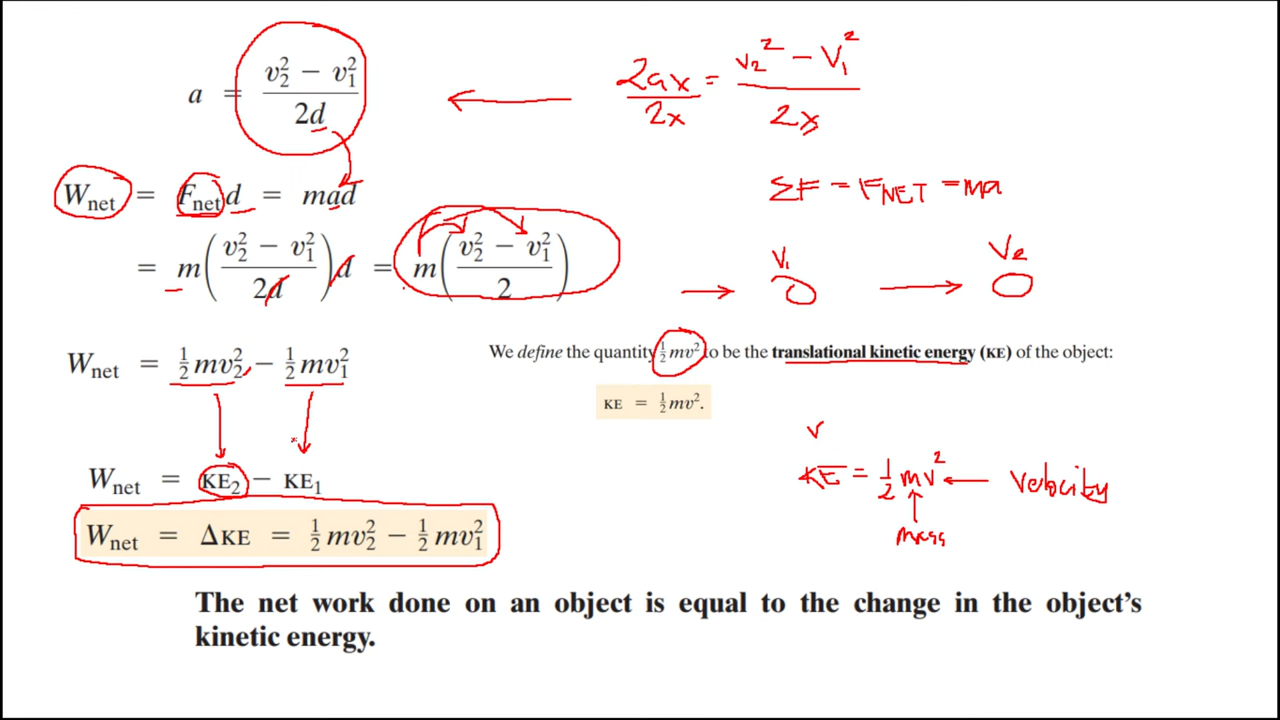 a = v₂² − v₁² / 2d
2ax / 2x = v₂² − v₁² / 2x
W_net = F_net d = mad
ΣF = F_NET = ma
= m(v₂² − v₁² / 2d)d = m(v₂² − v₁² / 2)
v₁
v₂
W_net = ½mv₂² − ½mv₁²
We define the quantity ½mv² to be the translational kinetic energy (KE) of the object:
KE = ½mv².
v
KE = ½mv² ← velocity
mass
W_net = KE₂ − KE₁
W_net = ΔKE = ½mv₂² − ½mv₁²
The net work done on an object is equal to the change in the object's
kinetic energy.